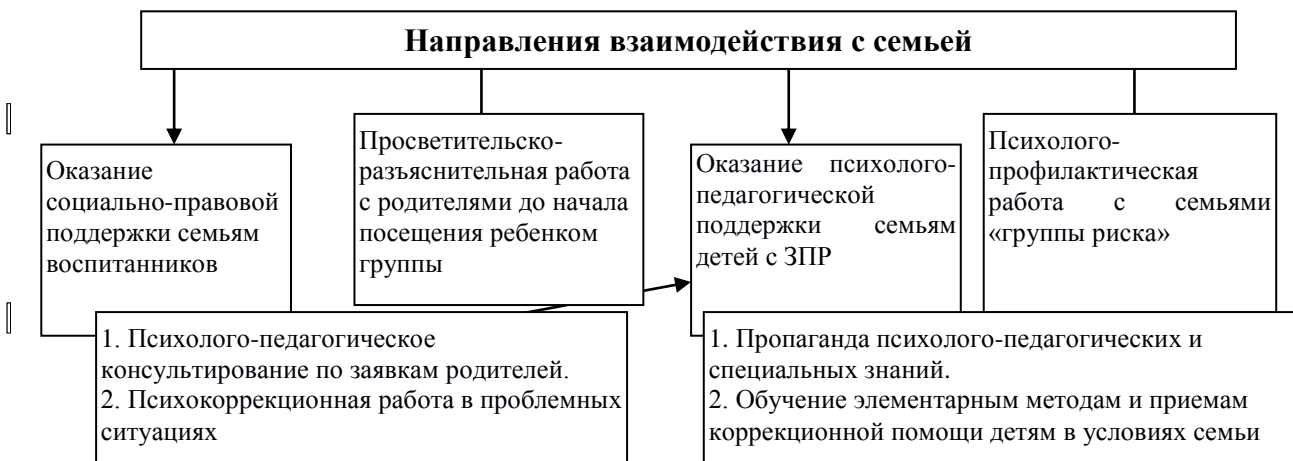 Направления взаимодействия с семьей
Оказание
социально-правовой
поддержки семьям
воспитанников
Просветительско-
разъяснительная работа
с родителями до начала
посещения ребенком
группы
Оказание психолого-
педагогической
поддержки семьям
детей с ЗПР
Психолого-
профилактическая
работа с семьями
«группы риска»
1. Психолого-педагогическое
консультирование по заявкам родителей.
2. Психокоррекционная работа в проблемных
ситуациях
1. Пропаганда психолого-педагогических и
специальных знаний.
2. Обучение элементарным методам и приемам
коррекционной помощи детям в условиях семьи